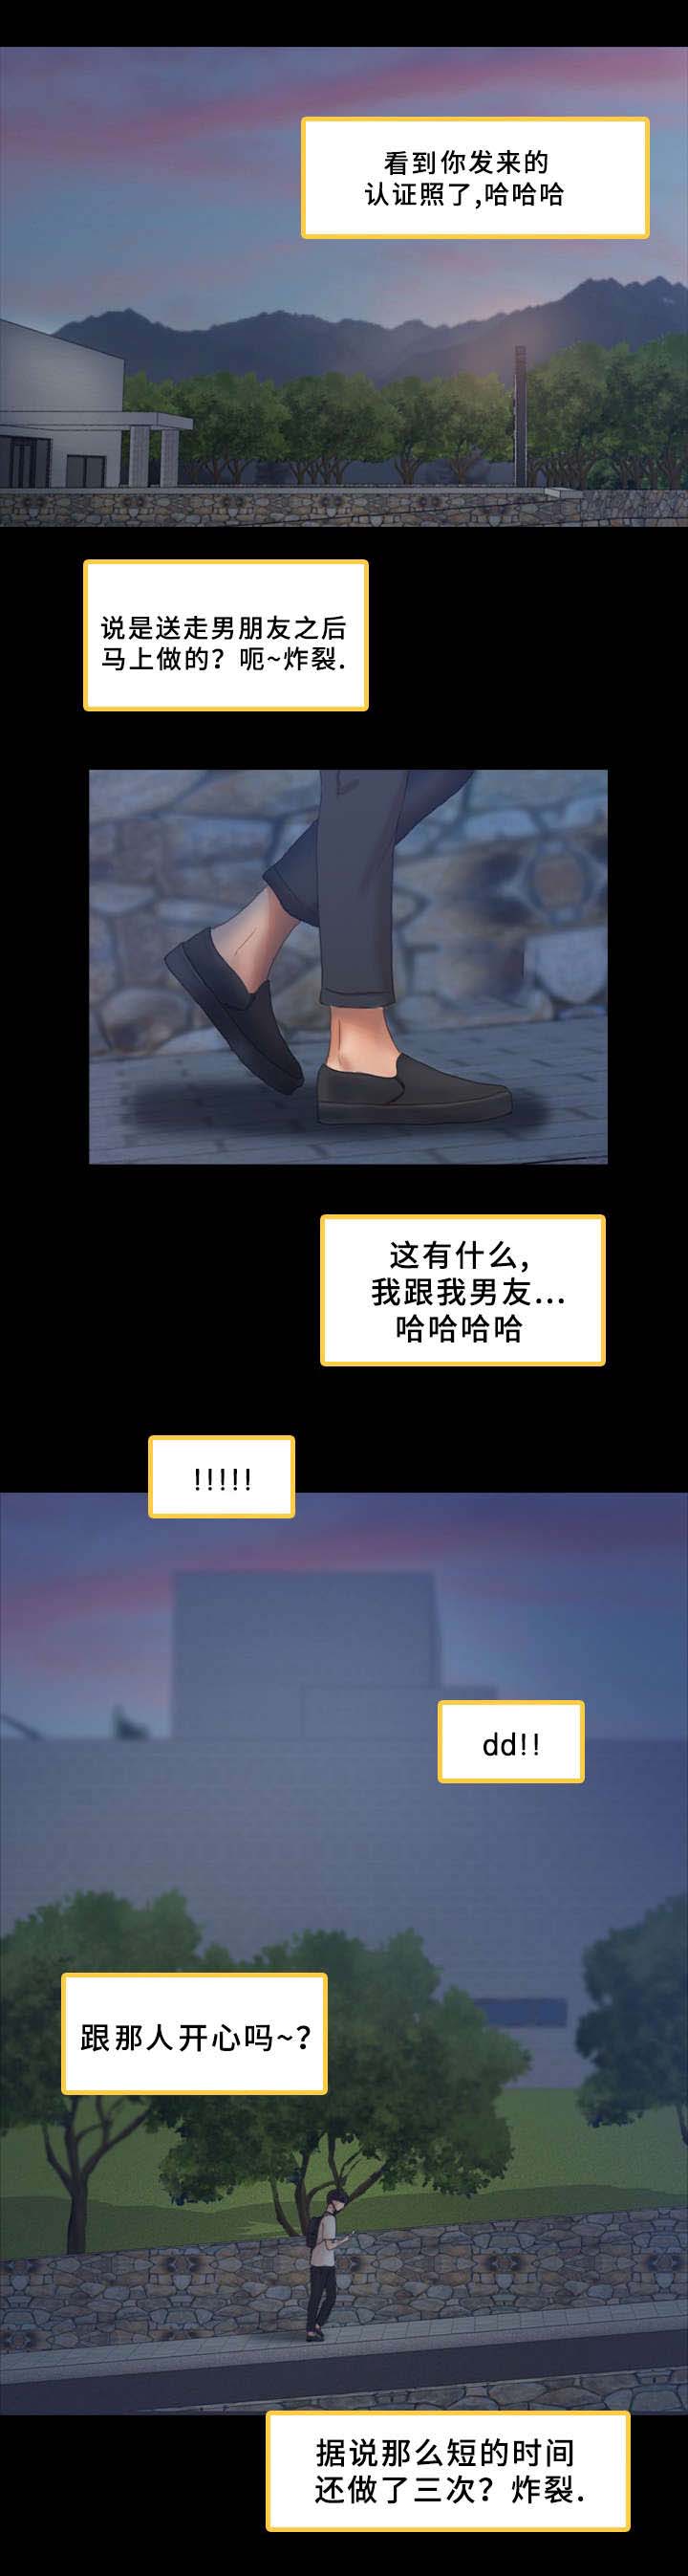 看到你发来的
认证照了,哈哈哈
说是送走男朋友之后
马上做的？呃~炸裂.
这有什么,
我跟我男友...
哈哈哈哈
!!!!!
dd!!
跟那人开心吗~?
据说那么短的时间
还做了三次？炸裂.